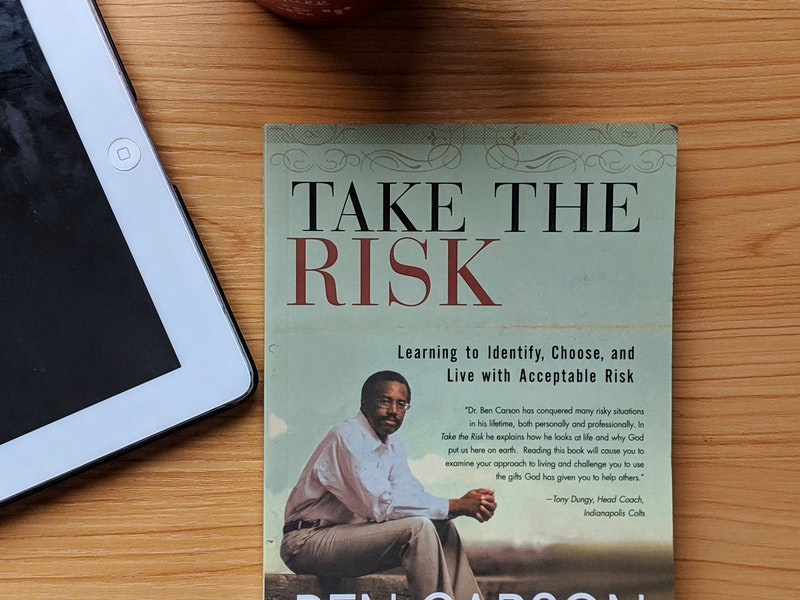 TAKE THE
RISK
Learning to Identify, Choose, and
Live with Acceptable Risk
"Dr. Ben Carson has conquered many risky situations
in his lifetime, both personally and professionally. In
Take the Risk he explains how he looks at life and why God
put us here on earth. Reading this book will cause you to
examine your approach to living and challenge you to use
the gifts God has given you to help others."
—Tony Dungy, Head Coach,
Indianapolis Colts
BEN CARSON